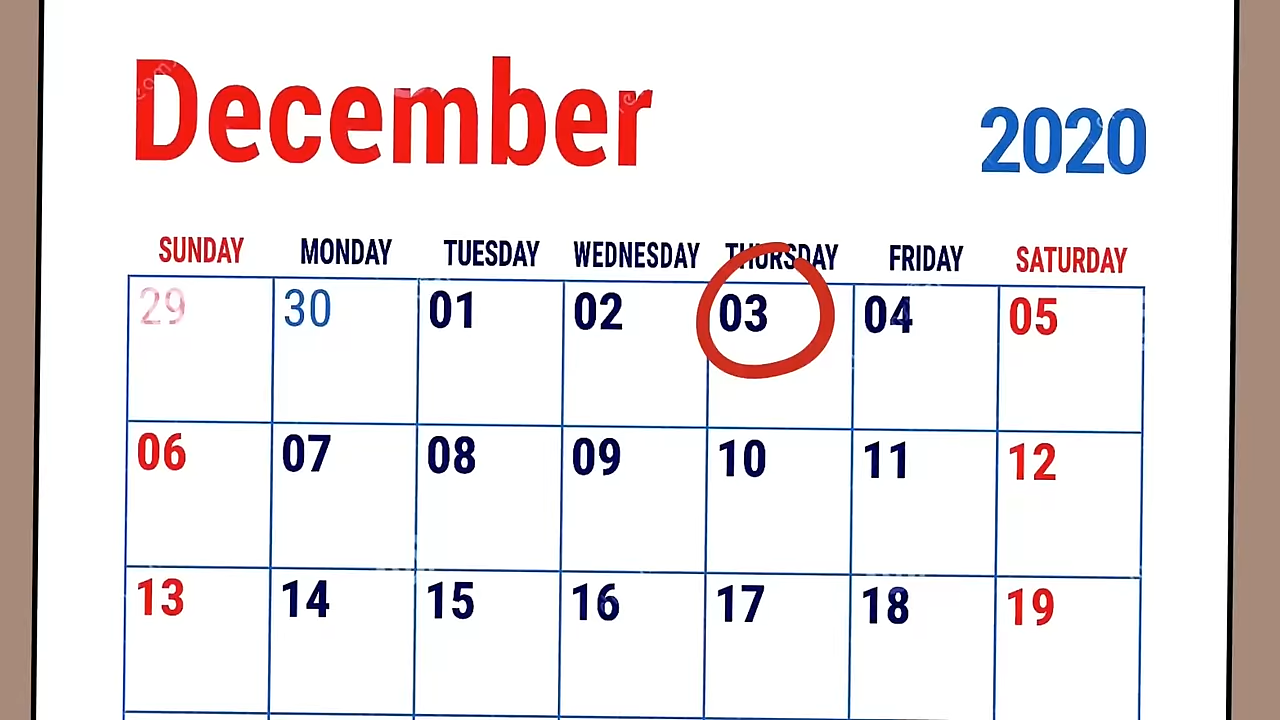 December 2020
SUNDAY MONDAY TUESDAY WEDNESDAY THURSDAY FRIDAY SATURDAY
29 30 01 02 03 04 05
06 07 08 09 10 11 12
13 14 15 16 17 18 19